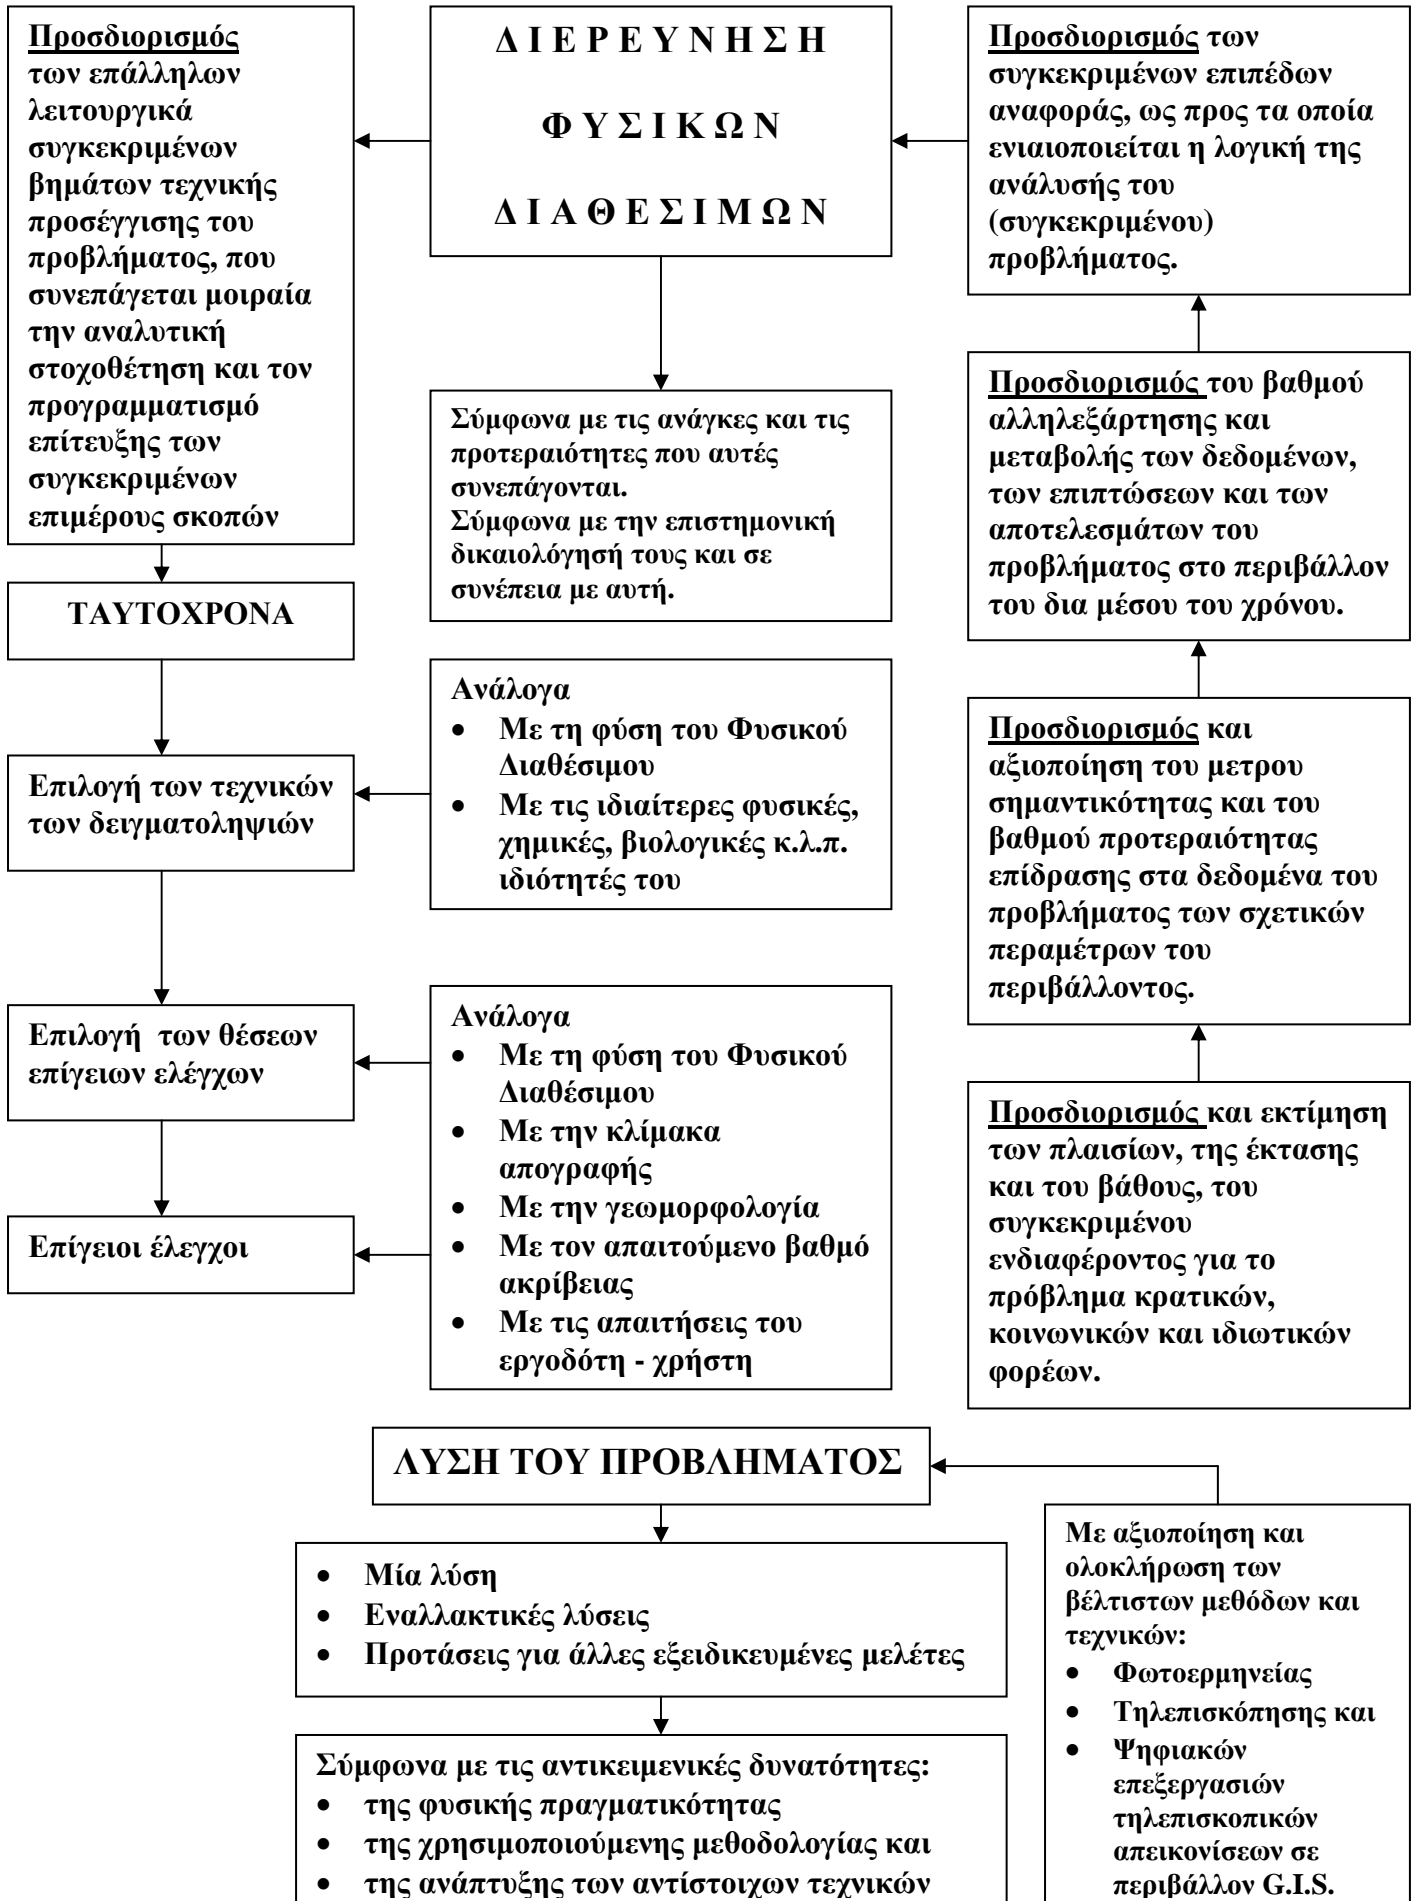 Προσδιορισμός
των επάλληλων
λειτουργικά
συγκεκριμένων
βημάτων τεχνικής
προσέγγισης του
προβλήματος, που
συνεπάγεται μοιραία
την αναλυτική
στοχοθέτηση και τον
προγραμματισμό
επίτευξης των
συγκεκριμένων
επιμέρους σκοπών
ΤΑΥΤΟΧΡΟΝΑ
Επιλογή των τεχνικών
των δειγματοληψιών
Επιλογή των θέσεων
επίγειων ελέγχων
Επίγειοι έλεγχοι
Δ Ι Ε Ρ Ε Υ Ν Η Σ Η
Φ Υ Σ Ι Κ Ω Ν
Δ Ι Α Θ Ε Σ Ι Μ Ω Ν
Σύμφωνα με τις ανάγκες και τις
προτεραιότητες που αυτές
συνεπάγονται.
Σύμφωνα με την επιστημονική
δικαιολόγησή τους και σε
συνέπεια με αυτή.
Ανάλογα
• Με τη φύση του Φυσικού
Διαθέσιμου
• Με τις ιδιαίτερες φυσικές,
χημικές, βιολογικές κ.λ.π.
ιδιότητές του
Ανάλογα
• Με τη φύση του Φυσικού
Διαθέσιμου
• Με την κλίμακα
απογραφής
• Με την γεωμορφολογία
• Με τον απαιτούμενο βαθμό
ακρίβειας
• Με τις απαιτήσεις του
εργοδότη - χρήστη
Προσδιορισμός των
συγκεκριμένων επιπέδων
αναφοράς, ως προς τα οποία
ενιαιοποιείται η λογική της
ανάλυσής του
(συγκεκριμένου)
προβλήματος.
Προσδιορισμός του βαθμού
αλληλεξάρτησης και
μεταβολής των δεδομένων,
των επιπτώσεων και των
αποτελεσμάτων του
προβλήματος στο περιβάλλον
του δια μέσου του χρόνου.
Προσδιορισμός και
αξιοποίηση του μετρου
σημαντικότητας και του
βαθμού προτεραιότητας
επίδρασης στα δεδομένα του
προβλήματος των σχετικών
περαμέτρων του
περιβάλλοντος.
Προσδιορισμός και εκτίμηση
των πλαισίων, της έκτασης
και του βάθους, του
συγκεκριμένου
ενδιαφέροντος για το
πρόβλημα κρατικών,
κοινωνικών και ιδιωτικών
φορέων.
ΛΥΣΗ ΤΟΥ ΠΡΟΒΛΗΜΑΤΟΣ
• Μία λύση
• Εναλλακτικές λύσεις
• Προτάσεις για άλλες εξειδικευμένες μελέτες
Σύμφωνα με τις αντικειμενικές δυνατότητες:
• της φυσικής πραγματικότητας
• της χρησιμοποιούμενης μεθοδολογίας και
• της ανάπτυξης των αντίστοιχων τεχνικών
Με αξιοποίηση και
ολοκλήρωση των
βέλτιστων μεθόδων και
τεχνικών:
• Φωτοερμηνείας
• Τηλεπισκόπησης και
• Ψηφιακών
επεξεργασιών
τηλεπισκοπικών
απεικονίσεων σε
περιβάλλον G.I.S.